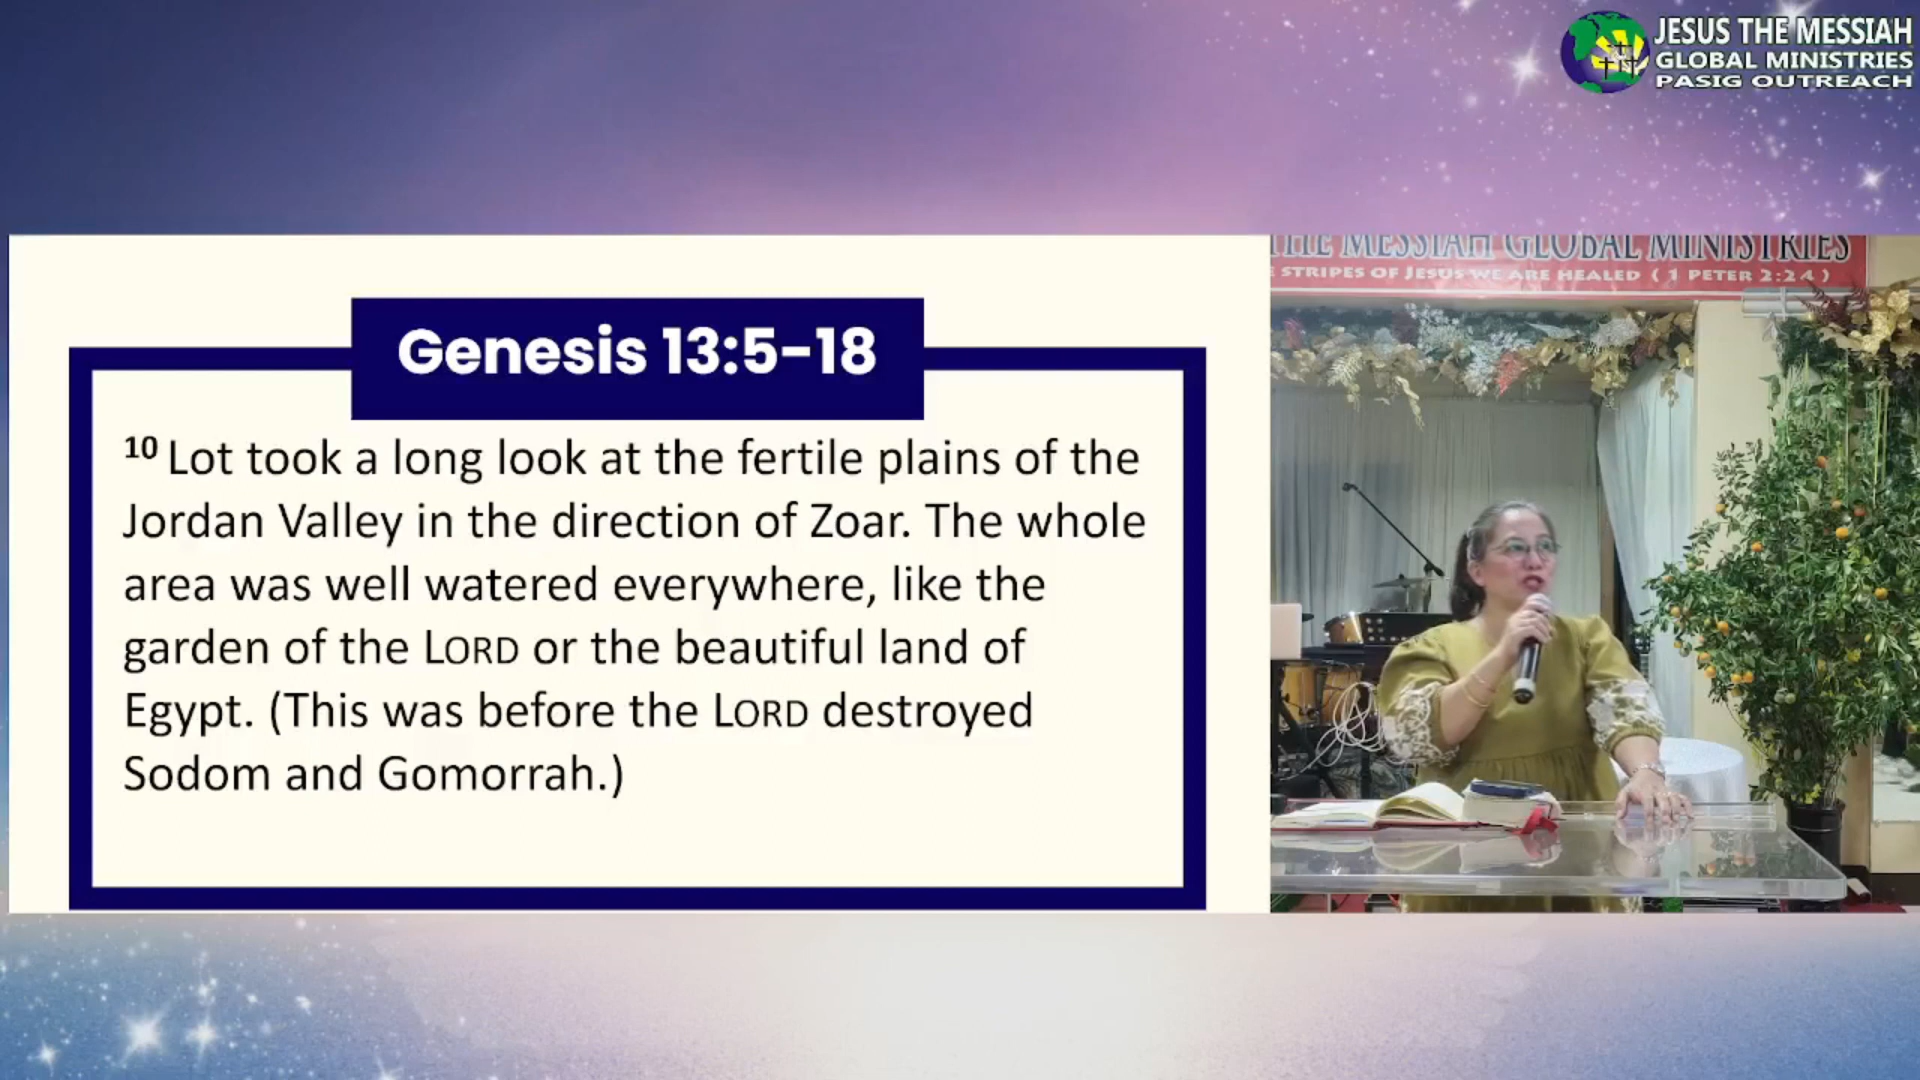 JESUS THE MESSIAH
GLOBAL MINISTRIES
PASIG OUTREACH
THE MESSIAH GLOBAL MINISTRIES
STRIPES OF JESUS WE ARE HEALED ( 1 PETER 2:24 )
Genesis 13:5-18
10 Lot took a long look at the fertile plains of the
Jordan Valley in the direction of Zoar. The whole
area was well watered everywhere, like the
garden of the LORD or the beautiful land of
Egypt. (This was before the LORD destroyed
Sodom and Gomorrah.)